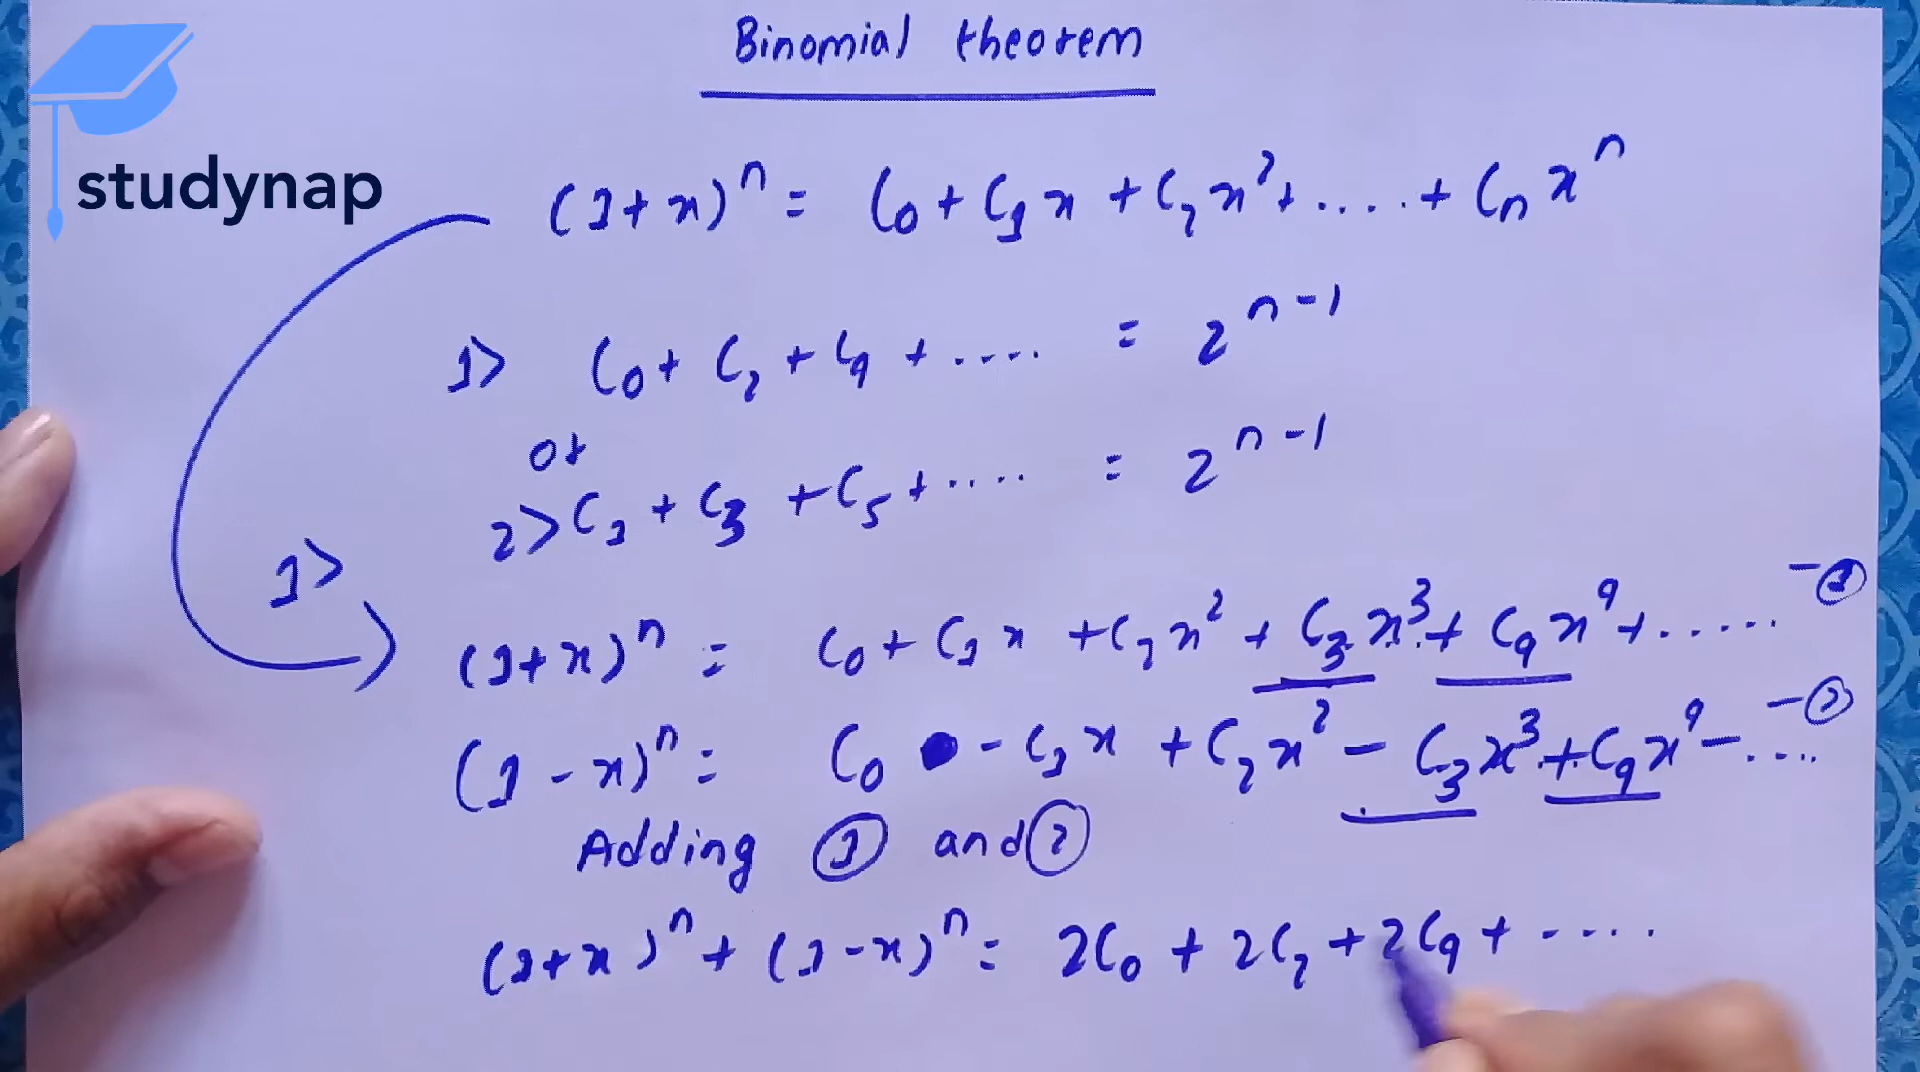 Binomial theorem
studynap
(1+x)ⁿ = C₀ + C₁x + C₂x² + .... + Cₙxⁿ
1> C₀ + C₂ + C₄ + .... = 2ⁿ⁻¹
or
2> C₁ + C₃ + C₅ + .... = 2ⁿ⁻¹
1>
(1+x)ⁿ = C₀ + C₁x + C₂x² + C₃x³ + C₄x⁴ + ..... -①
(1-x)ⁿ = C₀ - C₁x + C₂x² - C₃x³ + C₄x⁴ - .... -②
Adding ① and ②
(1+x)ⁿ + (1-x)ⁿ = 2C₀ + 2C₂ + 2C₄ + ....